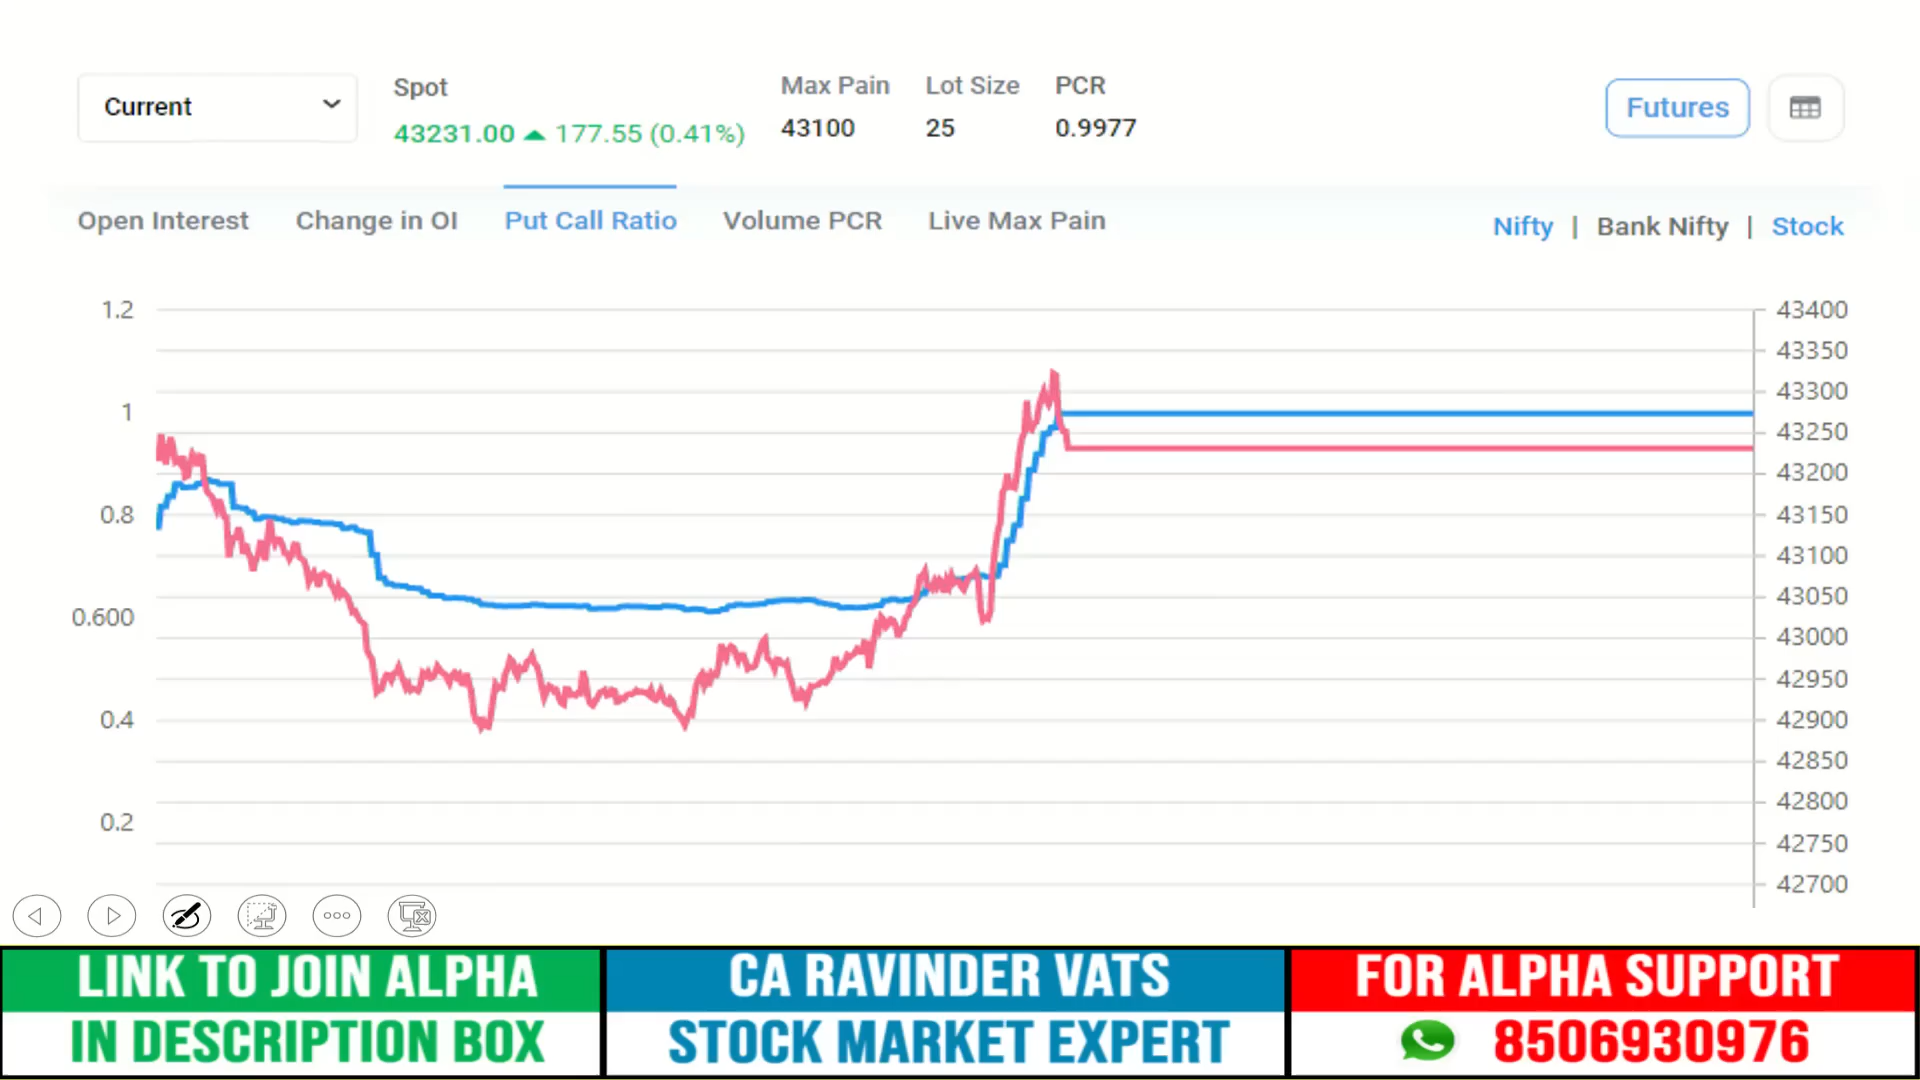 Current
Spot
43231.00 ▲ 177.55 (0.41%)
Max Pain
43100
Lot Size
25
PCR
0.9977
Futures
Open Interest
Change in OI
Put Call Ratio
Volume PCR
Live Max Pain
Nifty | Bank Nifty | Stock
1.2
1
0.8
0.600
0.4
0.2
43400
43350
43300
43250
43200
43150
43100
43050
43000
42950
42900
42850
42800
42750
42700
LINK TO JOIN ALPHA
IN DESCRIPTION BOX
CA RAVINDER VATS
STOCK MARKET EXPERT
FOR ALPHA SUPPORT
8506930976